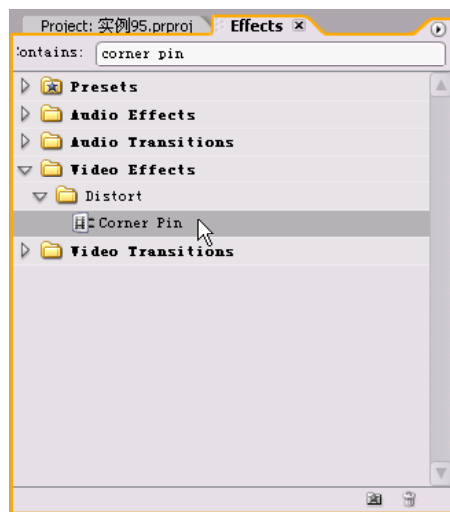 Project: 实例95.prproj Effects
ontains: corner pin
Presets
Audio Effects
Audio Transitions
Video Effects
Distort
Corner Pin
Video Transitions